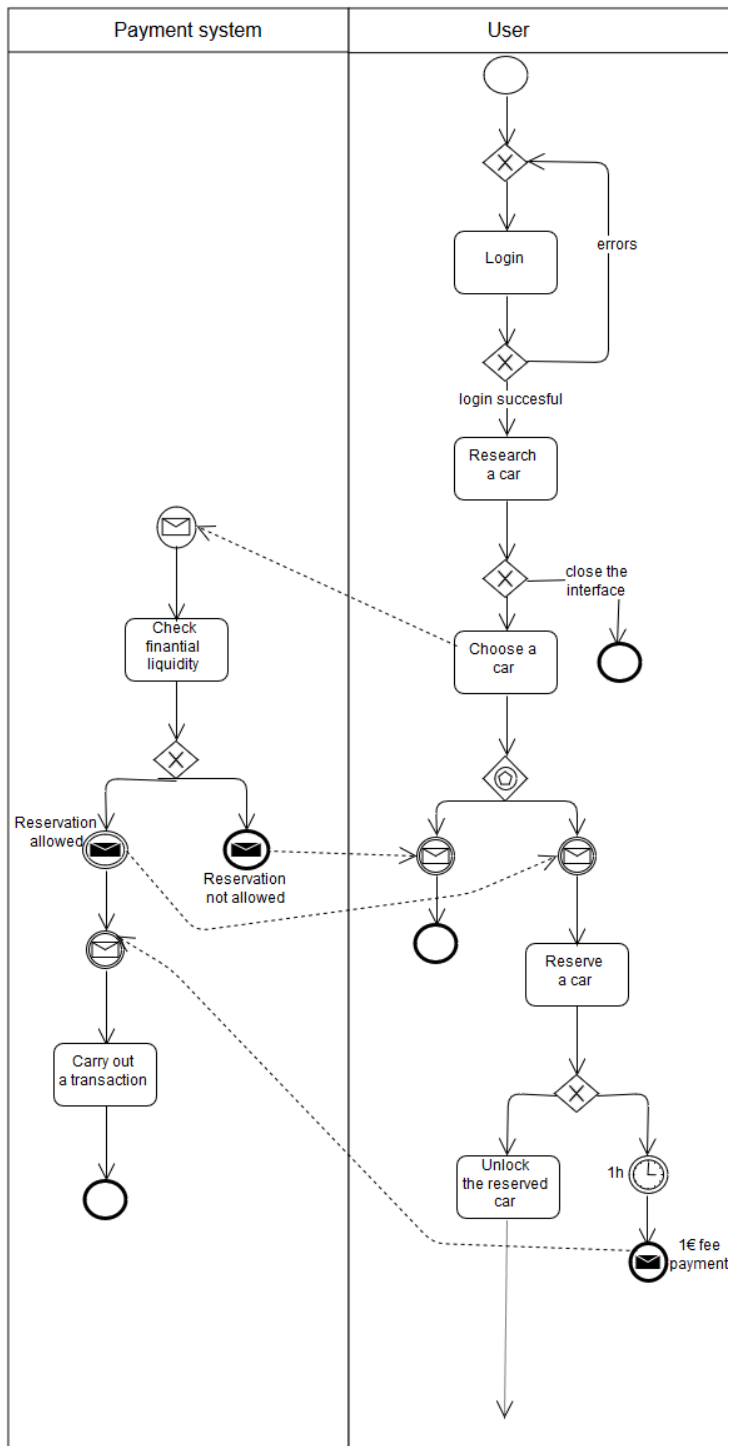 Payment system
User
Login
errors
login succesful
Research
a car
close the
interface
Check
finantial
liquidity
Choose a
car
Reservation
allowed
Reservation
not allowed
Reserve
a car
Carry out
a transaction
Unlock
the reserved
car
1h
1€ fee
payment